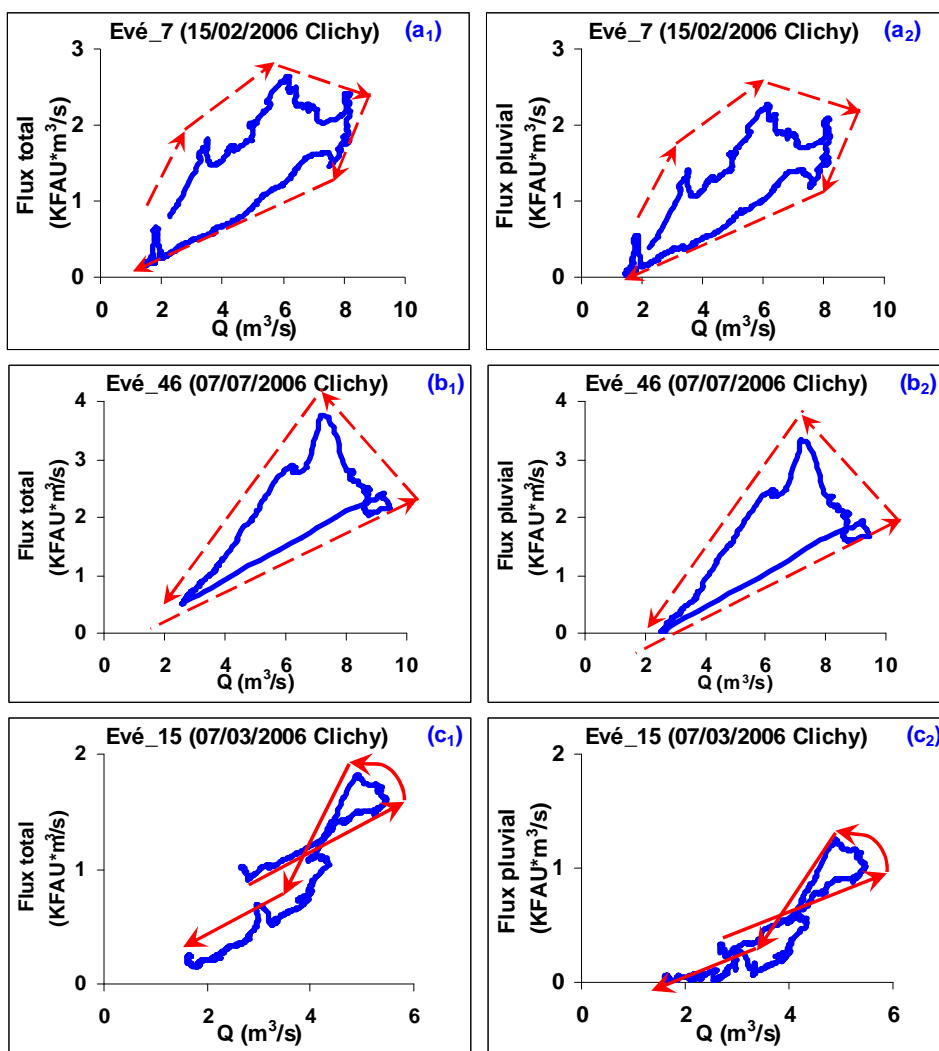 Evé_7 (15/02/2006 Clichy) (a1)
Flux total
(KFAU*m³/s)
3
2
1
0
0 2 4 6 8 10
Q (m³/s)
Evé_7 (15/02/2006 Clichy) (a2)
Flux pluvial
(KFAU*m³/s)
3
2
1
0
0 2 4 6 8 10
Q (m³/s)
Evé_46 (07/07/2006 Clichy) (b1)
Flux total
(KFAU*m³/s)
4
3
2
1
0
0 2 4 6 8 10
Q (m³/s)
Evé_46 (07/07/2006 Clichy) (b2)
Flux pluvial
(KFAU*m³/s)
4
3
2
1
0
0 2 4 6 8 10
Q (m³/s)
Evé_15 (07/03/2006 Clichy) (c1)
Flux total
(KFAU*m³/s)
2
1
0
0 2 4 6
Q (m³/s)
Evé_15 (07/03/2006 Clichy) (c2)
Flux pluvial
(KFAU*m³/s)
2
1
0
0 2 4 6
Q (m³/s)